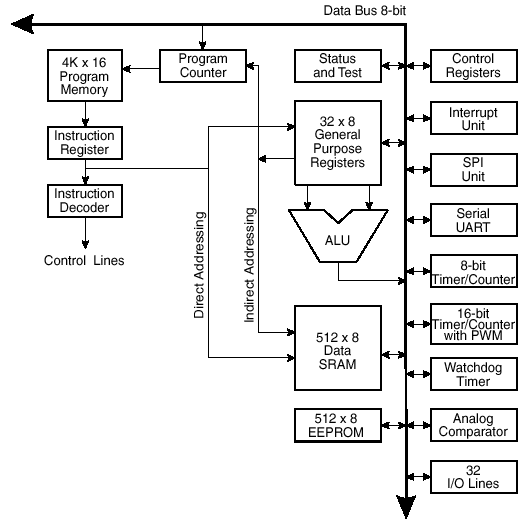 Data Bus 8-bit
4K x 16
Program
Memory
Program
Counter
Status
and Test
Control
Registers
Instruction
Register
32 x 8
General
Purpose
Registers
Interrupt
Unit
SPI
Unit
Instruction
Decoder
Control Lines
Direct Addressing
Indirect Addressing
ALU
Serial
UART
8-bit
Timer/Counter
512 x 8
Data
SRAM
16-bit
Timer/Counter
with PWM
Watchdog
Timer
512 x 8
EEPROM
Analog
Comparator
32
I/O Lines